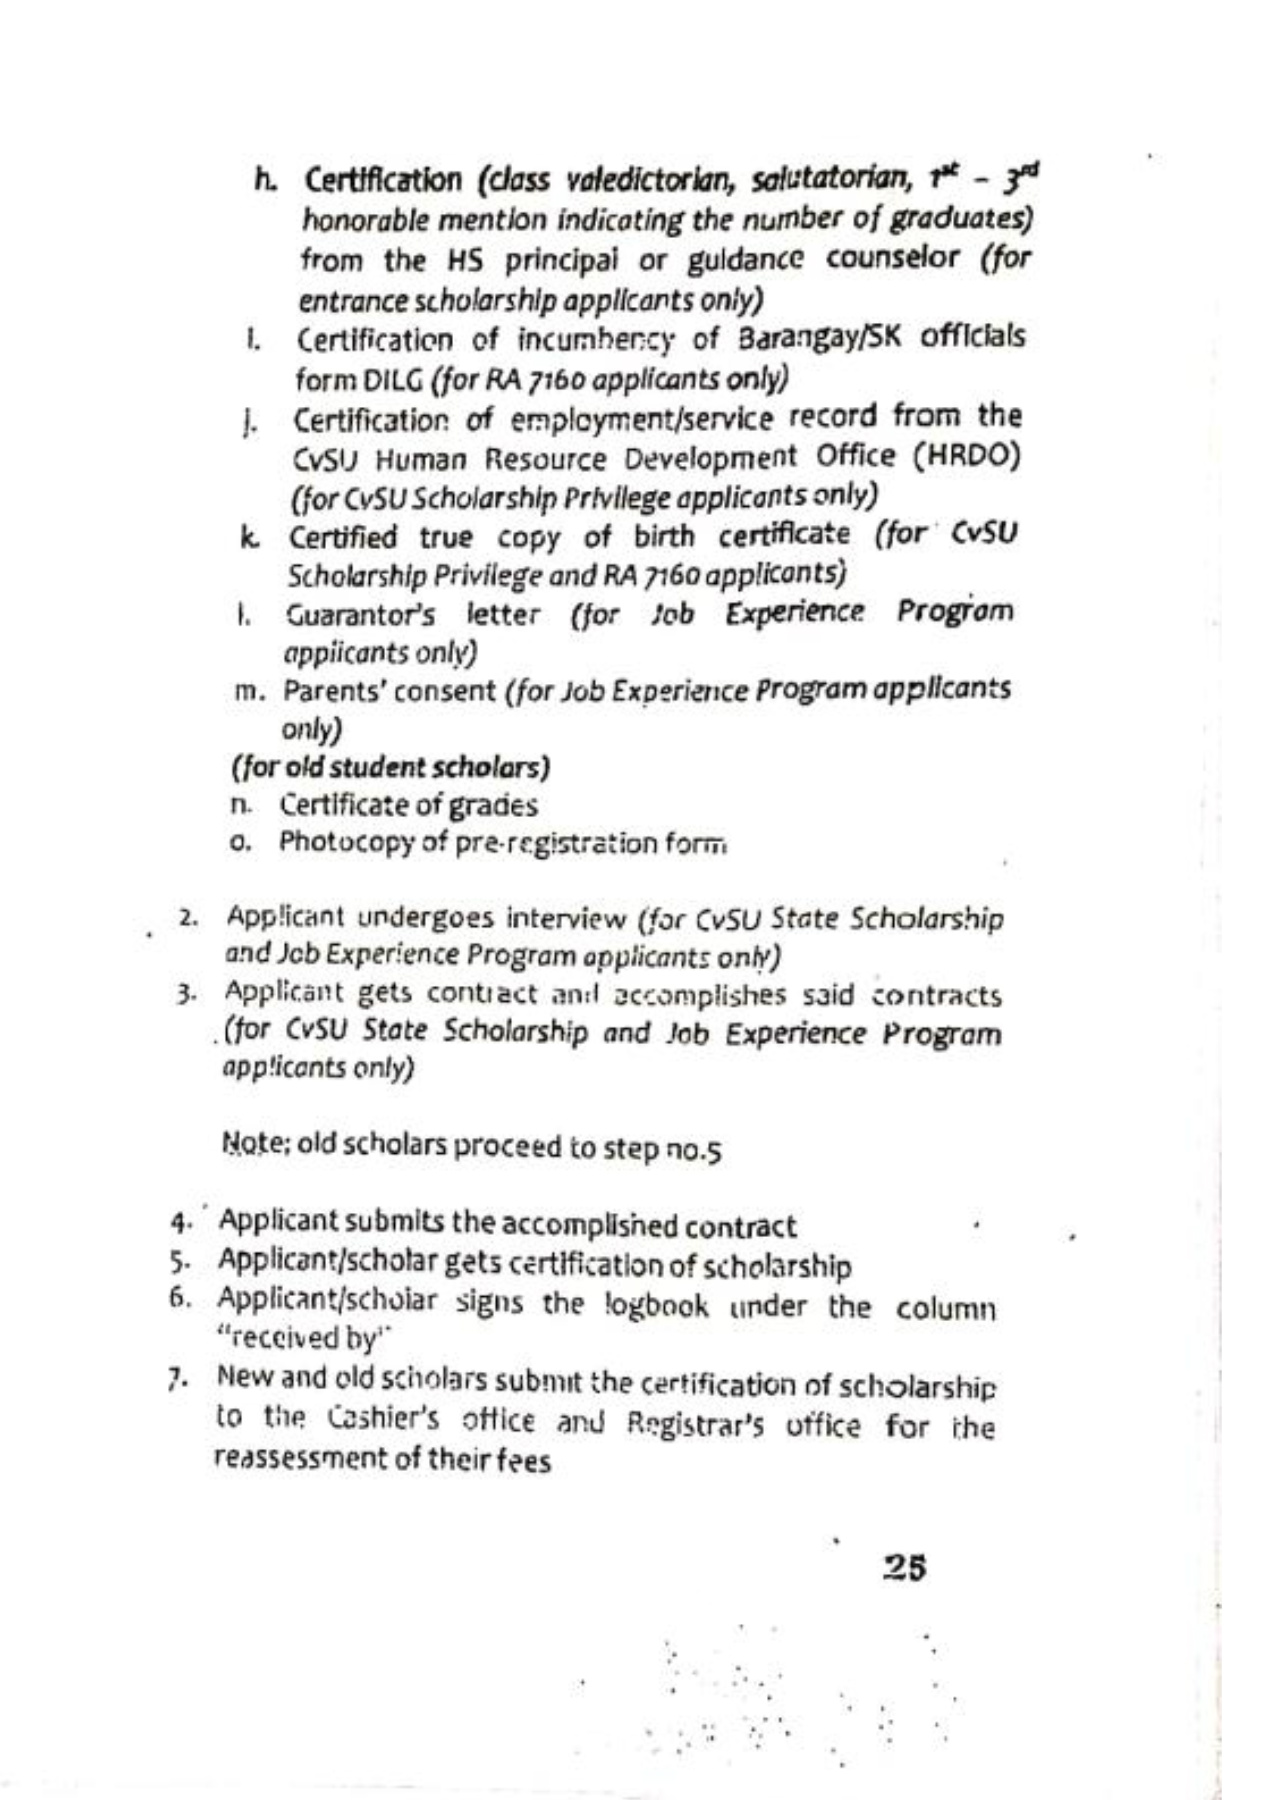 h. Certification (class valedictorian, salutatorian, 1st – 3rd
honorable mention indicating the number of graduates)
from the HS principal or guidance counselor (for
entrance scholarship applicants only)
i. Certification of incumbency of Barangay/SK officials
form DILG (for RA 7160 applicants only)
j. Certification of employment/service record from the
CvSU Human Resource Development Office (HRDO)
(for CvSU Scholarship Privilege applicants only)
k. Certified true copy of birth certificate (for CvSU
Scholarship Privilege and RA 7160 applicants)
l. Guarantor's letter (for Job Experience Program
applicants only)
m. Parents' consent (for Job Experience Program applicants
only)
(for old student scholars)
n. Certificate of grades
o. Photocopy of pre-registration form
2. Applicant undergoes interview (for CvSU State Scholarship
and Job Experience Program applicants only)
3. Applicant gets contract and accomplishes said contracts
(for CvSU State Scholarship and Job Experience Program
applicants only)
Note; old scholars proceed to step no.5
4. Applicant submits the accomplished contract
5. Applicant/scholar gets certification of scholarship
6. Applicant/scholar signs the logbook under the column
"received by"
7. New and old scholars submit the certification of scholarship
to the Cashier's office and Registrar's office for the
reassessment of their fees
25